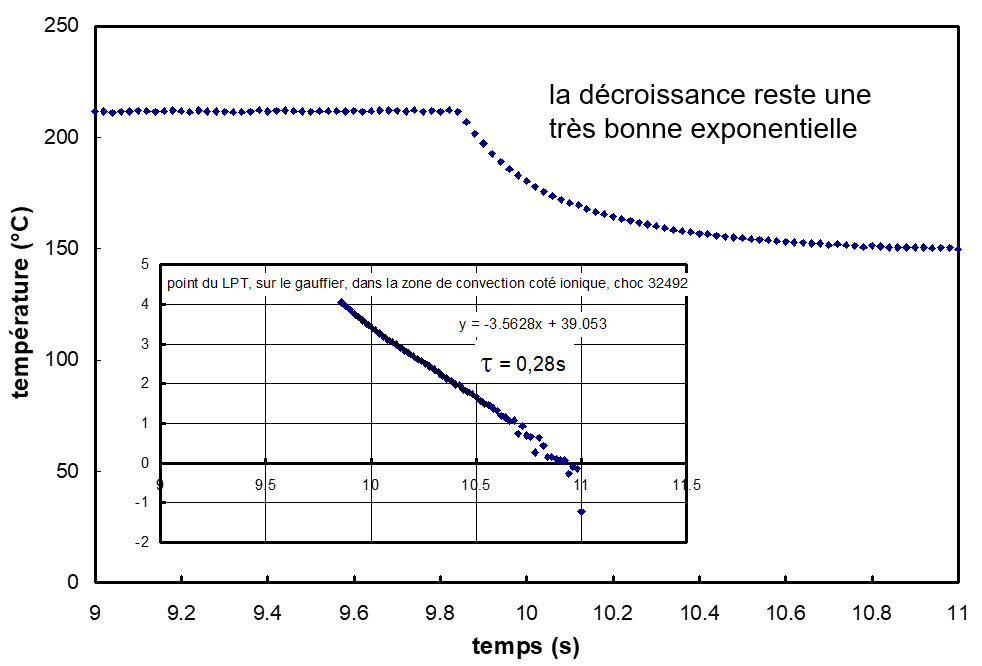 250
200
150
100
50
0
température (°C)
la décroissance reste une
très bonne exponentielle
5
4
3
2
1
0
-1
-2
point du LPT, sur le gauffier, dans la zone de convection coté ionique, choc 32492
y = -3.5628x + 39.053
τ = 0,28s
9 9.5 10 10.5 11 11.5
9 9.2 9.4 9.6 9.8 10 10.2 10.4 10.6 10.8 11
temps (s)